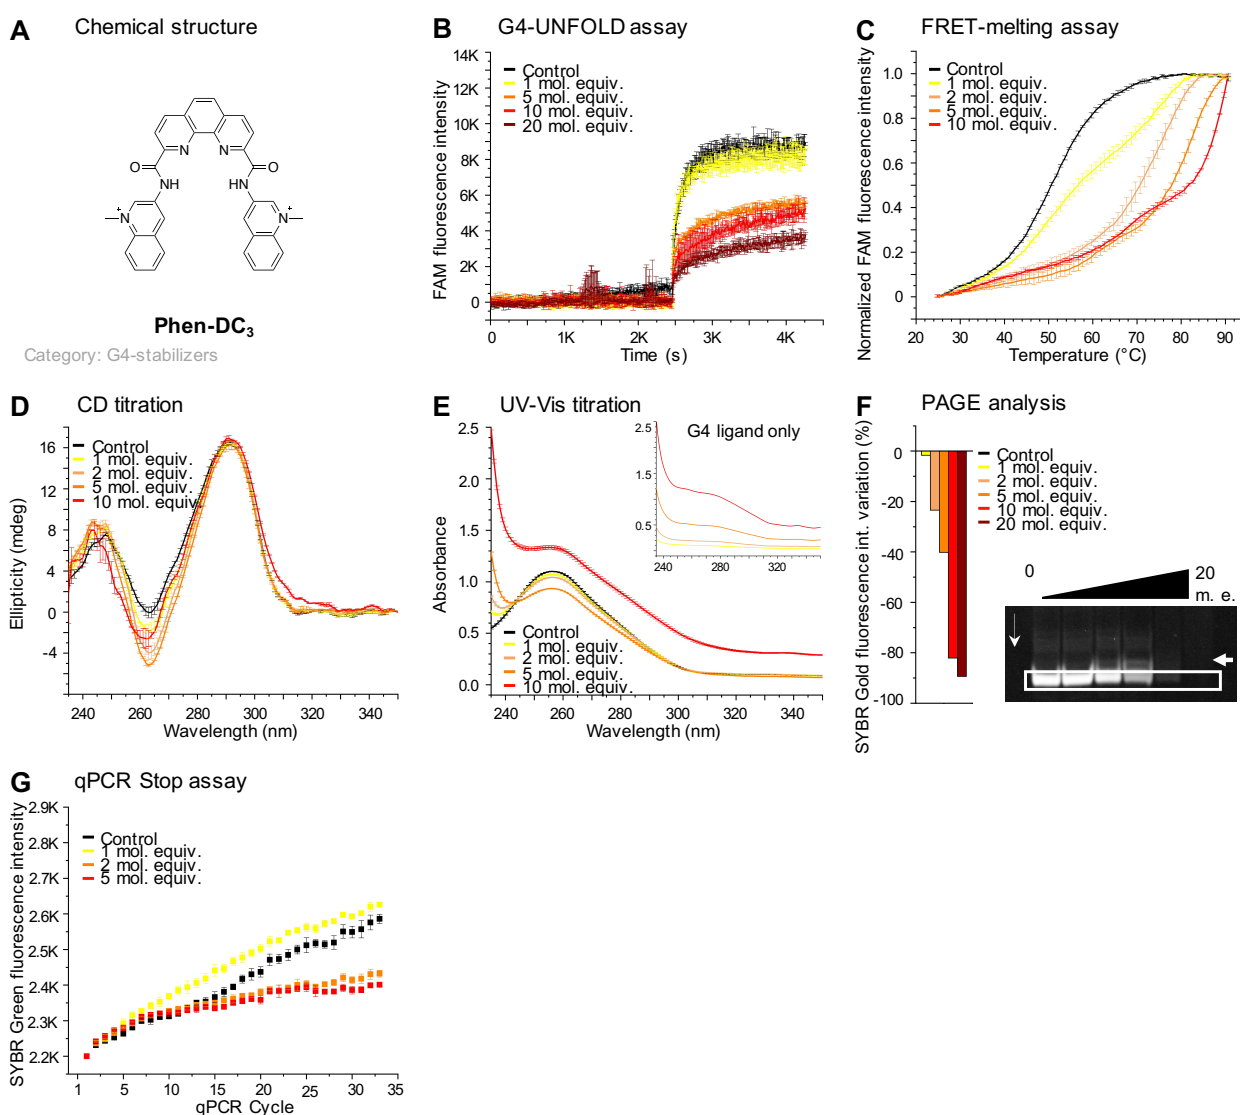 A Chemical structure
O
N
N
O
NH
HN
N
+
N
+
Phen-DC3
Category: G4-stabilizers
B G4-UNFOLD assay
FAM fluorescence intensity
14K
12K
10K
8K
6K
4K
2K
0
Control
1 mol. equiv.
5 mol. equiv.
10 mol. equiv.
20 mol. equiv.
0 1K 2K 3K 4K
Time (s)
C FRET-melting assay
Normalized FAM fluorescence intensity
1.0
0.8
0.6
0.4
0.2
0
Control
1 mol. equiv.
2 mol. equiv.
5 mol. equiv.
10 mol. equiv.
20 30 40 50 60 70 80 90
Temperature (°C)
D CD titration
Ellipticity (mdeg)
16
12
8
4
0
-4
Control
1 mol. equiv.
2 mol. equiv.
5 mol. equiv.
10 mol. equiv.
240 260 280 300 320 340
Wavelength (nm)
E UV-Vis titration
Absorbance
2.5
2.0
1.5
1.0
0.5
0.0
G4 ligand only
2.5
1.5
0.5
240 260 280 300 320
Control
1 mol. equiv.
2 mol. equiv.
5 mol. equiv.
10 mol. equiv.
240 260 280 300 320 340
Wavelength (nm)
F PAGE analysis
SYBR Gold fluorescence int. variation (%)
0
-20
-40
-60
-80
-100
Control
1 mol. equiv.
2 mol. equiv.
5 mol. equiv.
10 mol. equiv.
20 mol. equiv.
0
20
m. e.
G qPCR Stop assay
SYBR Green fluorescence intensity
2.9K
2.8K
2.7K
2.6K
2.5K
2.4K
2.3K
2.2K
Control
1 mol. equiv.
2 mol. equiv.
5 mol. equiv.
1 5 10 15 20 25 30 35
qPCR Cycle